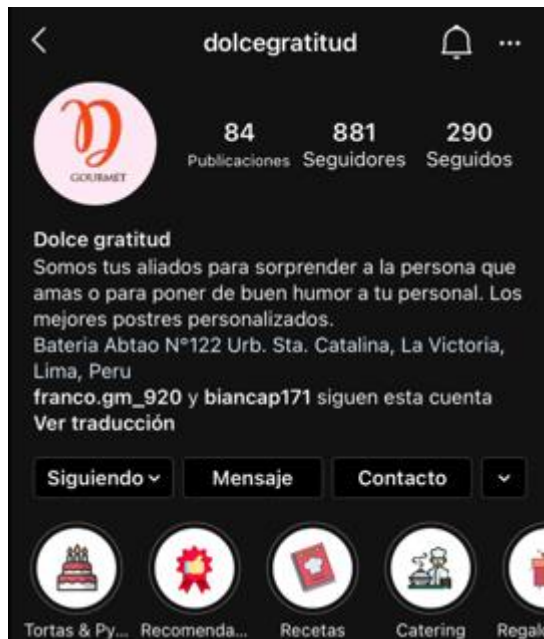 dolcegratitud
GOURMET
84 881 290
Publicaciones Seguidores Seguidos
Dolce gratitud
Somos tus aliados para sorprender a la persona que
amas o para poner de buen humor a tu personal. Los
mejores postres personalizados.
Bateria Abtao N°122 Urb. Sta. Catalina, La Victoria,
Lima, Peru
franco.gm_920 y biancap171 siguen esta cuenta
Ver traducción
Siguiendo Mensaje Contacto
Tortas & Py... Recomenda... Recetas Catering Regalo